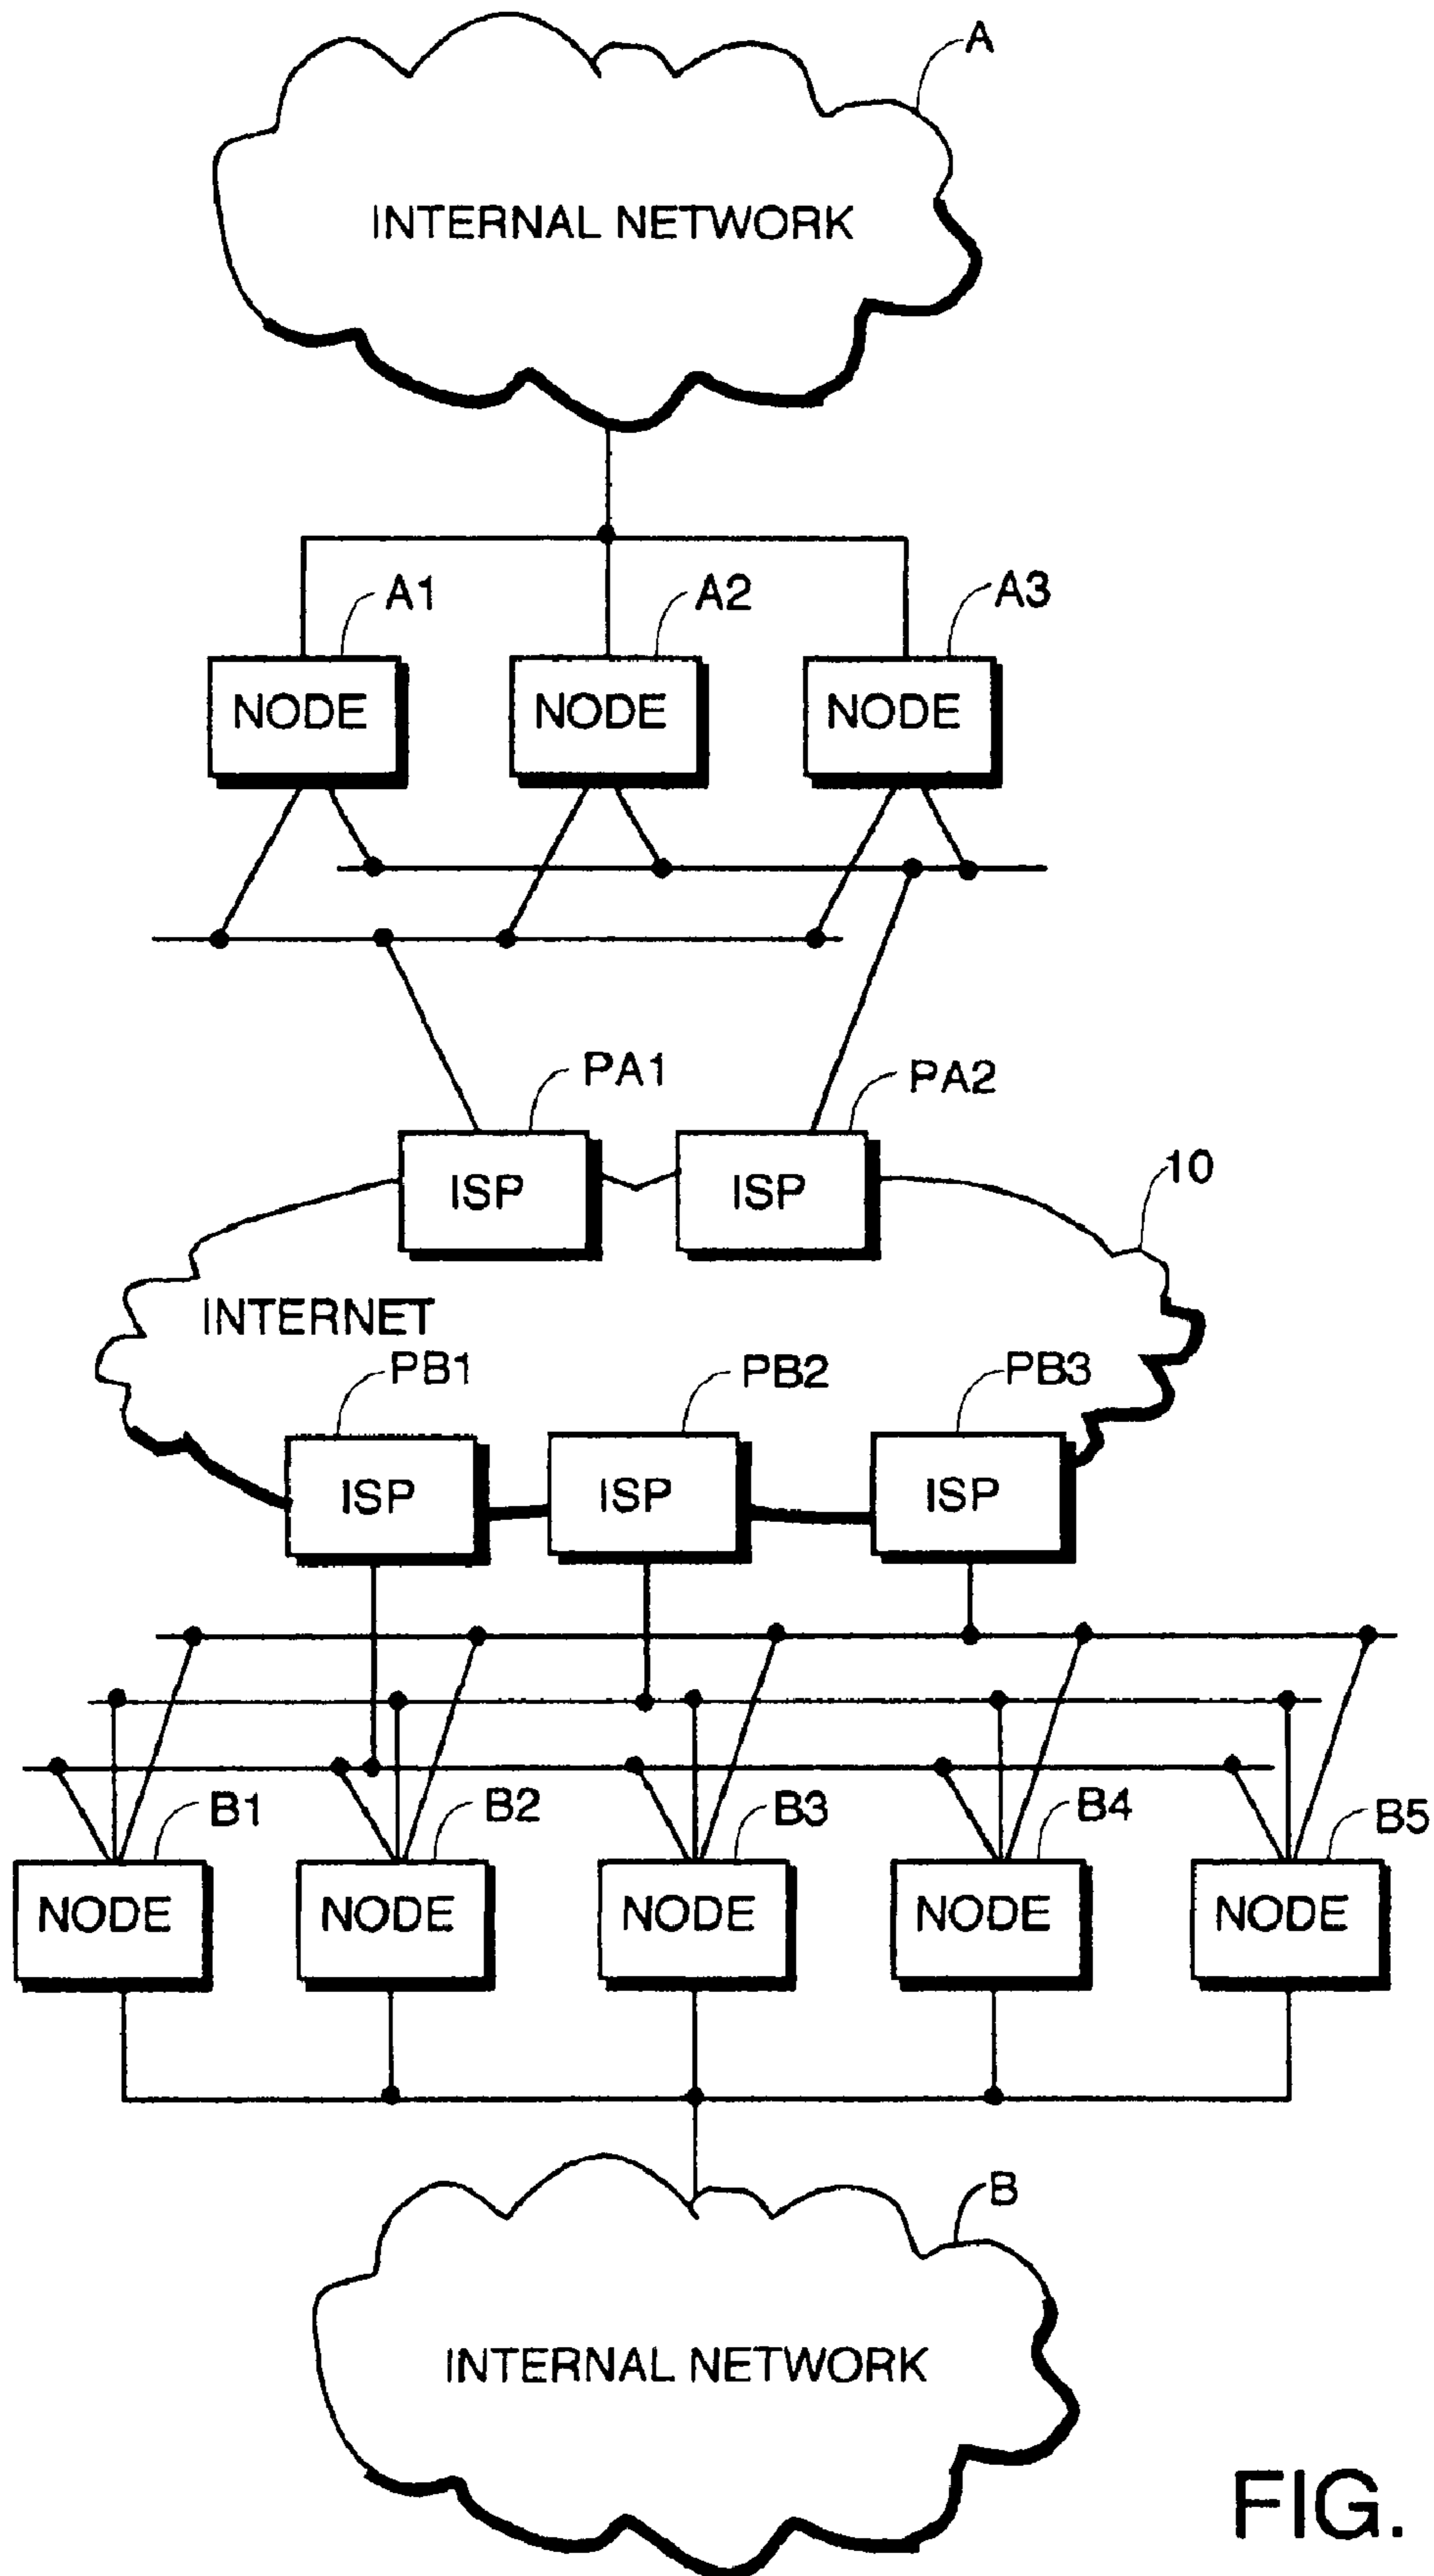 A
INTERNAL NETWORK
A1
A2
A3
NODE
NODE
NODE
PA1
PA2
ISP
ISP
10
INTERNET
PB1
PB2
PB3
ISP
ISP
ISP
B1
B2
B3
B4
B5
NODE
NODE
NODE
NODE
NODE
B
INTERNAL NETWORK
FIG.